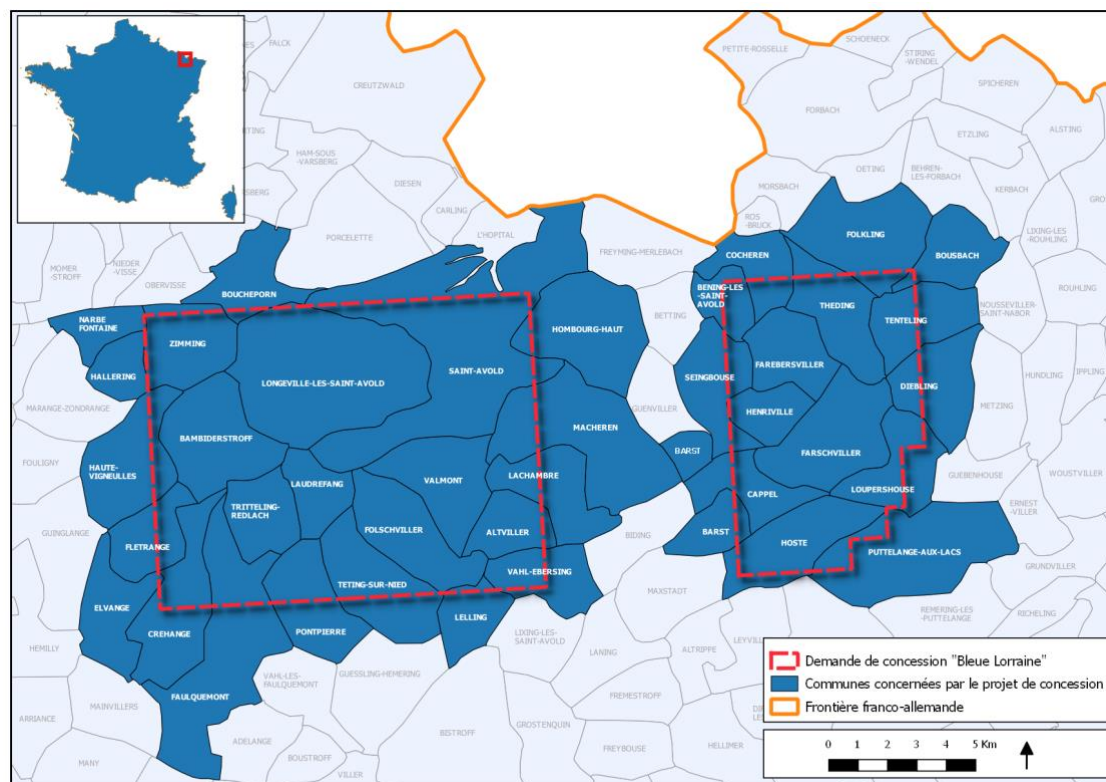 FALCK
CREUTZWALD
PETITE-ROSSELLE
SCHOENECK
STIRING
-WENDEL
SPICHEREN
FORBACH
ALSTING
ETZLING
HAM-SOUS
-VARSBERG
DIESEN
CARLING
L'HOPITAL
PORCELETTE
OETING
BEHREN-
LES-FORBACH
KERBACH
MORSBACH
ROS
BRUCK
LIXING-LES
-ROUHLING
ROUHLING
FREYMING-MERLEBACH
COCHEREN
FOLKLING
BOUSBACH
MOMER
-STROFF
NIEDER
-VISSE
OBERVISSE
BOUCHEPORN
BENING-LES
-SAINT-
AVOLD
THEDING
TENTELING
NOUSSEVILLER-
SAINT-NABOR
NARBE
FONTAINE
ZIMMING
HOMBOURG-HAUT
BETTING
HALLERING
LONGEVILLE-LES-SAINT-AVOLD
SAINT-AVOLD
SEINGBOUSE
FAREBERSVILLER
DIEBLING
HUNDLING
IPPLING
MARANGE-ZONDRANGE
GUENVILLER
HENRIVILLE
METZING
BAMBIDERSTROFF
MACHEREN
FOULIGNY
HAUTE-
VIGNEULLES
LAUDREFANG
VALMONT
LACHAMBRE
BARST
FARSCHVILLER
GUEBENHOUSE
WOUSTVILLER
TRITTELING-
REDLACH
CAPPEL
LOUPERSHOUSE
ERNEST
-VILLER
GUINGLANGE
FLETRANGE
FOLSCHVILLER
ALTVILLER
BIDING
BARST
HOSTE
PUTTELANGE-AUX-LACS
VAHL-EBERSING
TETING-SUR-NIED
MAXSTADT
GRUNDVILLER
ELVANGE
LELLING
REMERING-LES
-PUTTELANGE
RICHELING
CREHANGE
PONTPIERRE
LIXING-LES
-SAINT-AVOLD
LANING
ALTRIPPE
HEMILLY
VAHL-LES
-FAULQUEMONT
GUESSLING-HEMERING
FAULQUEMONT
MAINVILLERS
FREMESTROFF
ARRIANCE
ADELANGE
BISTROFF
GROSTENQUIN
FREYBOUSE
HELLIMER
MANY
BOUSTROFF
VILLER
Demande de concession "Bleue Lorraine"
Communes concernées par le projet de concession
Frontière franco-allemande
0 1 2 3 4 5 Km